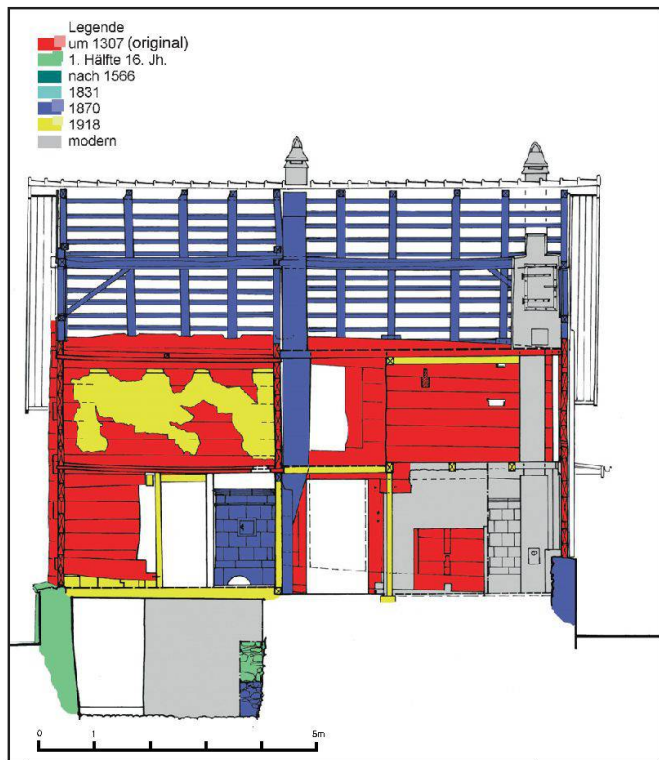 Legende
um 1307 (original)
1. Hälfte 16. Jh.
nach 1566
1831
1870
1918
modern
0 1 5m